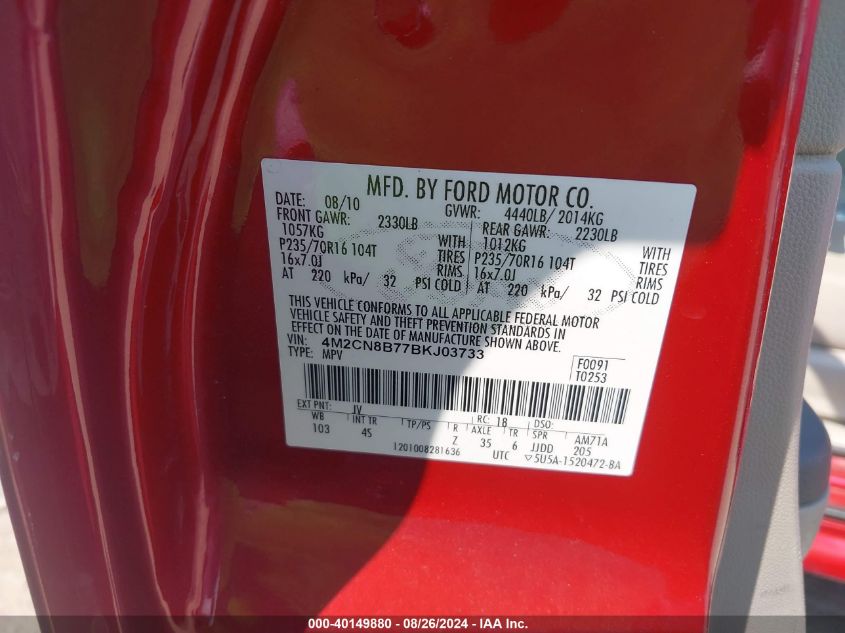 MFD. BY FORD MOTOR CO.
DATE: 08/10 GVWR: 4440LB/ 2014KG
FRONT GAWR: 2330LB REAR GAWR: 2230LB
1057KG WITH 1012KG WITH
P235/70R16 104T TIRES P235/70R16 104T TIRES
16x7.0J RIMS 16x7.0J RIMS
AT 220 kPa/ 32 PSI COLD AT 220 kPa/ 32 PSI COLD
THIS VEHICLE CONFORMS TO ALL APPLICABLE FEDERAL MOTOR
VEHICLE SAFETY AND THEFT PREVENTION STANDARDS IN
EFFECT ON THE DATE OF MANUFACTURE SHOWN ABOVE.
VIN: 4M2CN8B77BKJ03733
TYPE: MPV
F0091
T0253
EXT PNT: JV RC: 18 DSO:
WB INT TR TP/PS R AXLE TR SPR AM71A
103 45 Z 35 6 JJDD 205
1201008281636 UTC ▽5U5A-1520472-BA
000-40149880 - 08/26/2024 - IAA Inc.